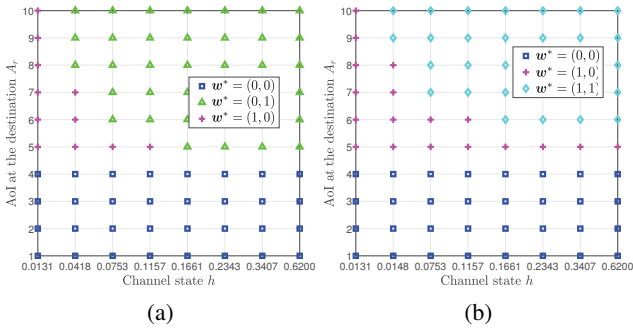 AoI at the destination A_r
10
9
8
7
6
5
4
3
2
1
w* = (0, 0)
w* = (0, 1)
w* = (1, 0)
0.0131 0.0418 0.0753 0.1157 0.1661 0.2343 0.3407 0.6200
Channel state h
(a)
AoI at the destination A_r
10
9
8
7
6
5
4
3
2
1
w* = (0, 0)
w* = (1, 0)
w* = (1, 1)
0.0131 0.0148 0.0753 0.1157 0.1661 0.2343 0.3407 0.6200
Channel state h
(b)